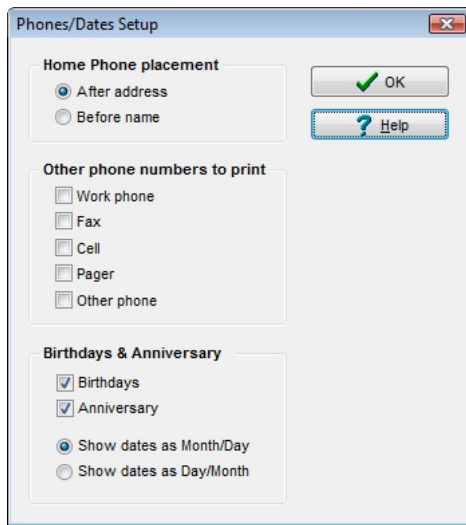 Phones/Dates Setup
Home Phone placement
After address
Before name
OK
Help
Other phone numbers to print
Work phone
Fax
Cell
Pager
Other phone
Birthdays & Anniversary
Birthdays
Anniversary
Show dates as Month/Day
Show dates as Day/Month